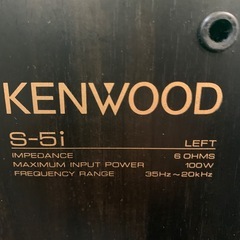 KENWOOD
S-5i LEFT
IMPEDANCE 6 OHMS
MAXIMUM INPUT POWER 100W
FREQUENCY RANGE 35Hz~20kHz